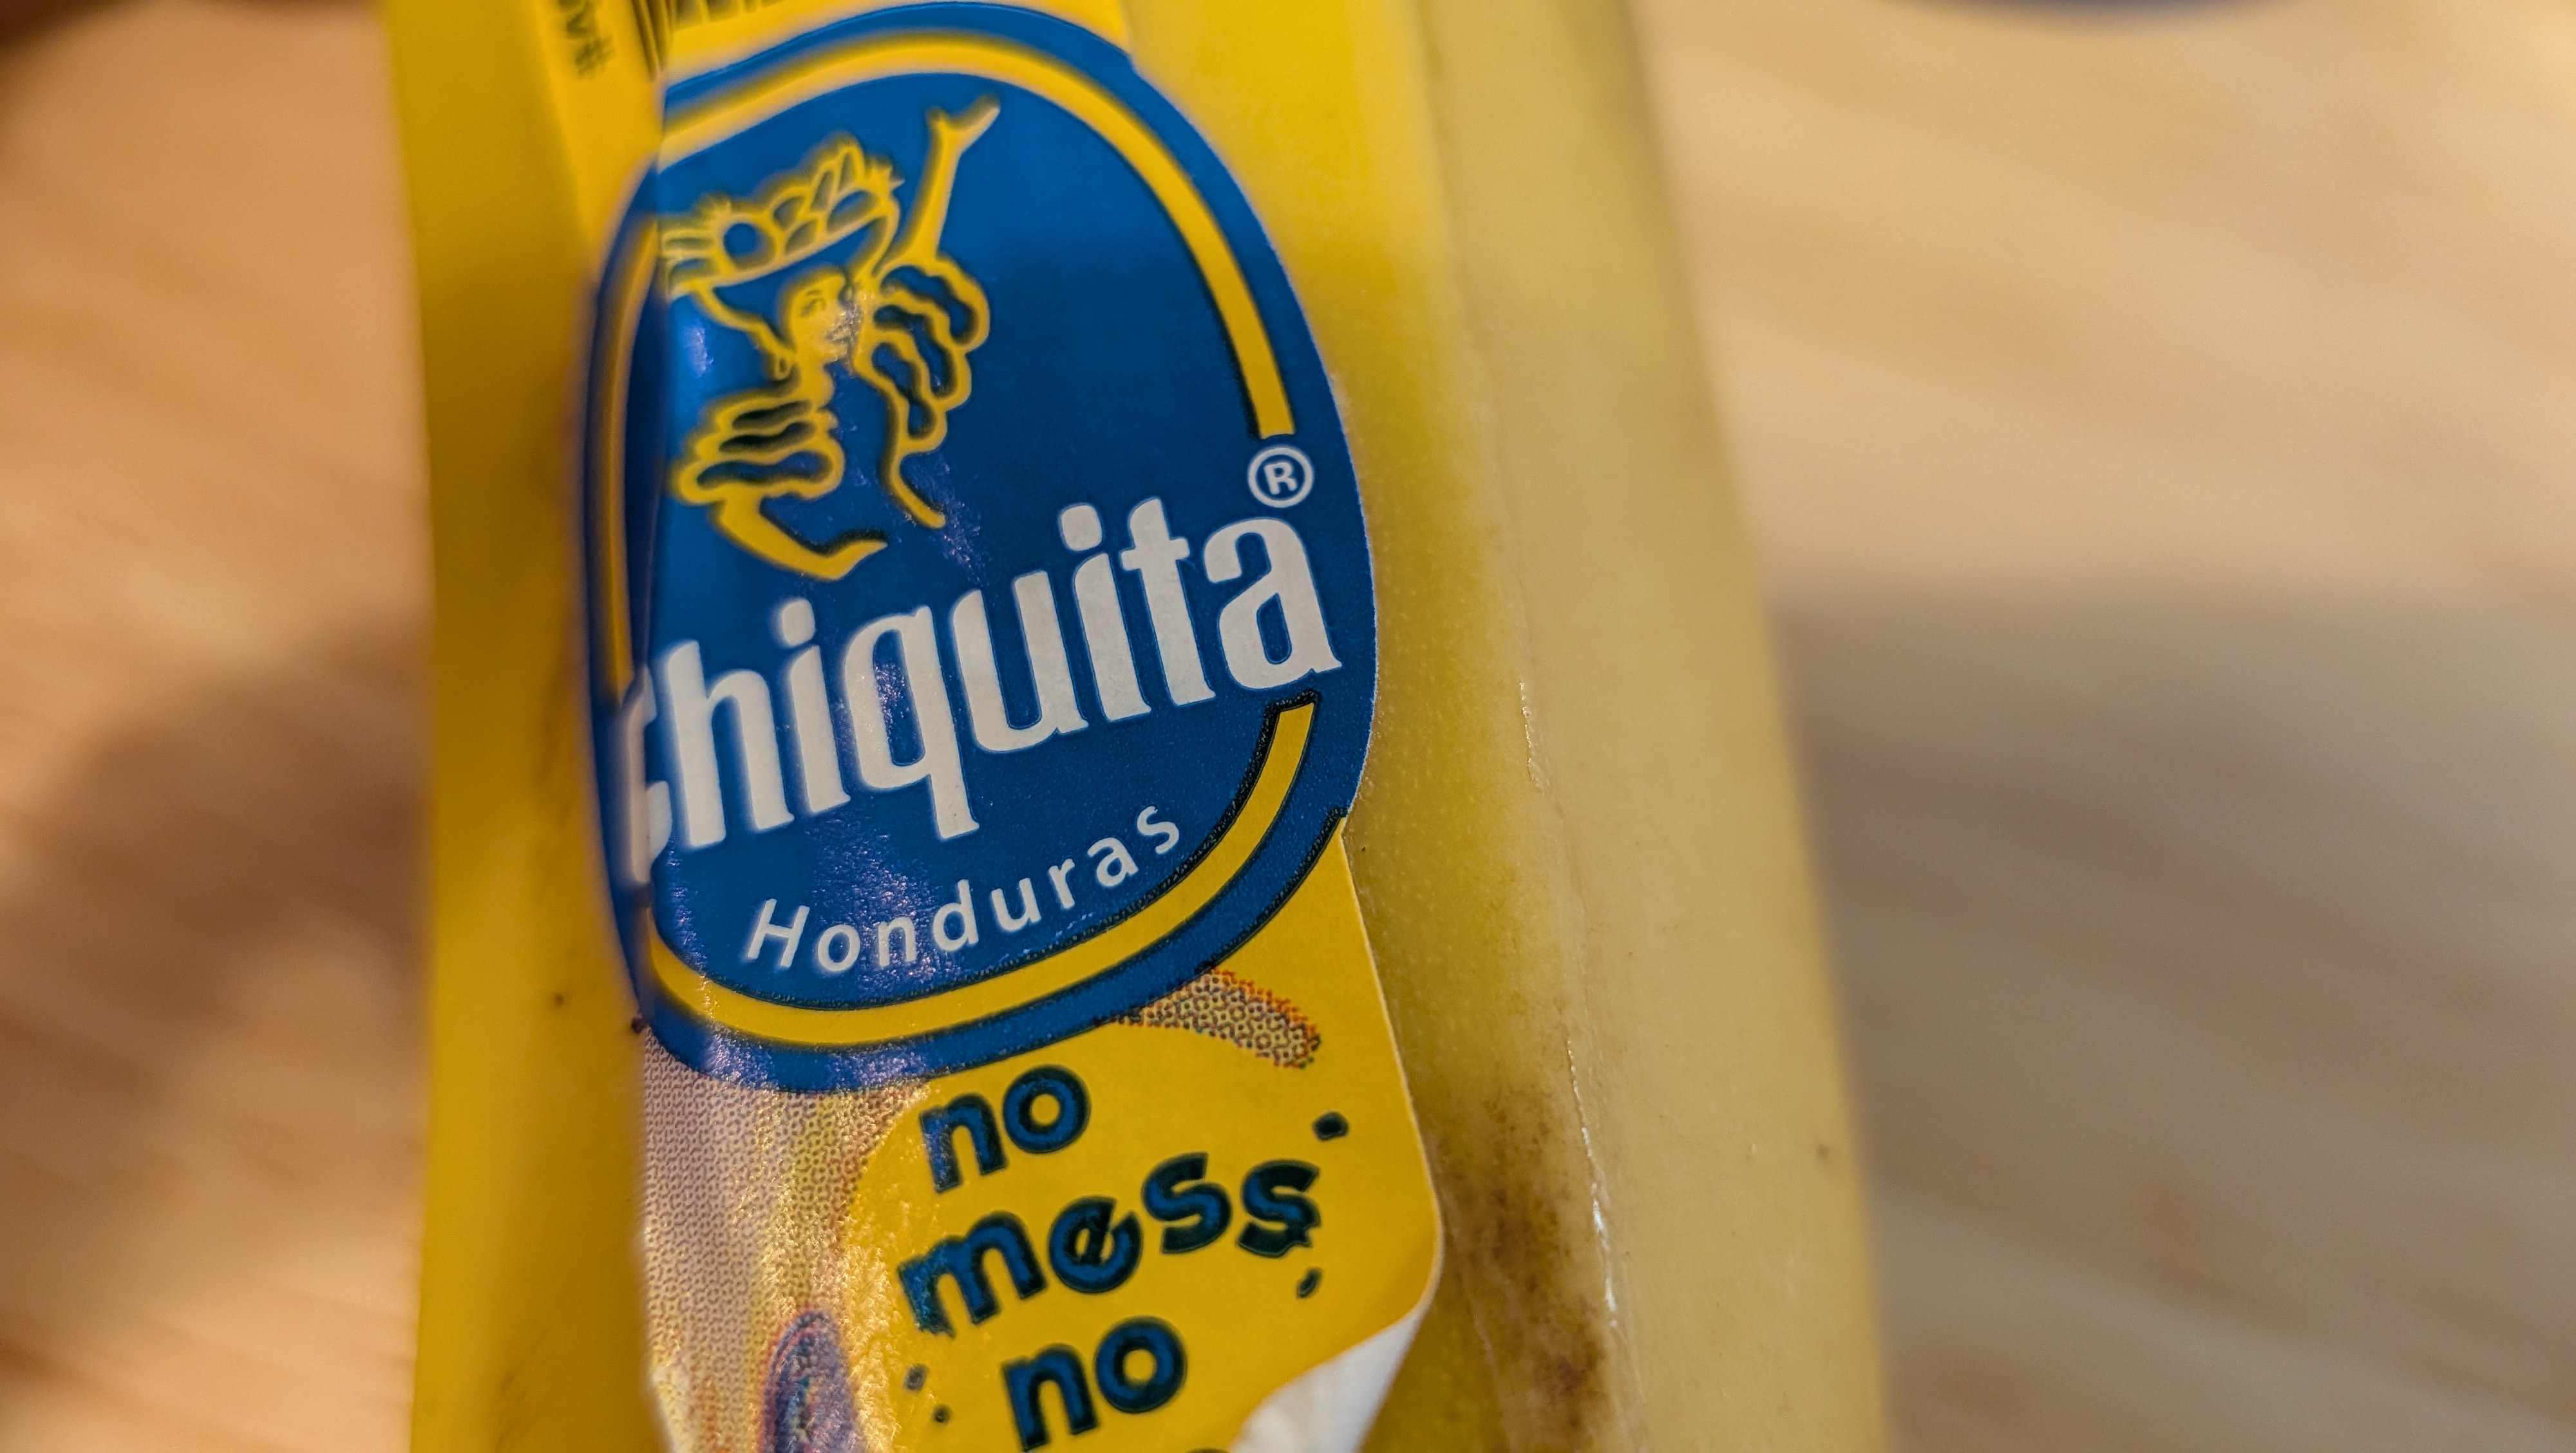 Chiquita®
Honduras
no
mess
no